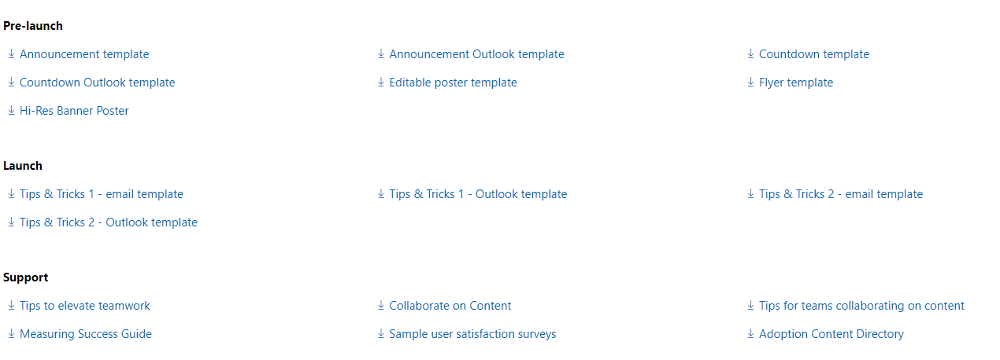 Pre-launch
Announcement template
Announcement Outlook template
Countdown template
Countdown Outlook template
Editable poster template
Flyer template
Hi-Res Banner Poster
Launch
Tips & Tricks 1 - email template
Tips & Tricks 1 - Outlook template
Tips & Tricks 2 - email template
Tips & Tricks 2 - Outlook template
Support
Tips to elevate teamwork
Collaborate on Content
Tips for teams collaborating on content
Measuring Success Guide
Sample user satisfaction surveys
Adoption Content Directory